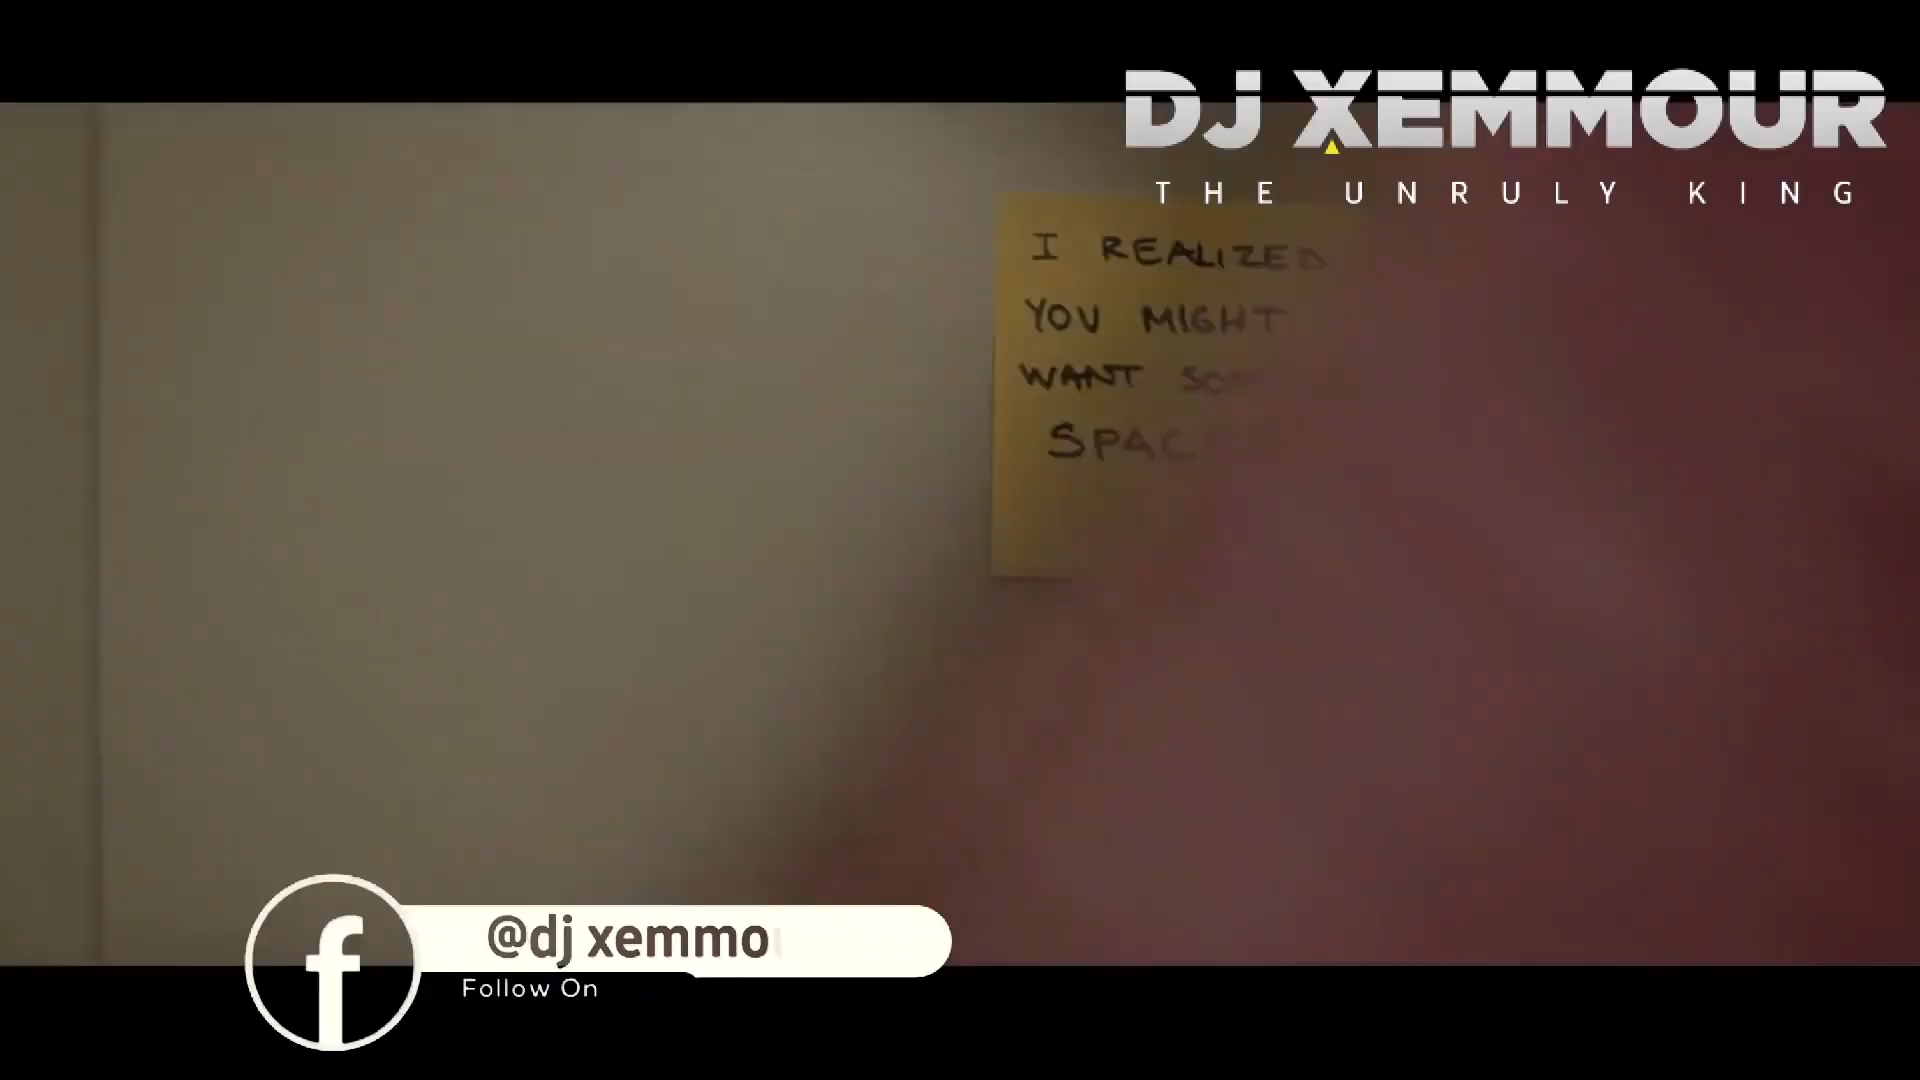 DJ XEMMOUR
THE UNRULY KING
I REALIZED
YOU MIGHT
WANT
@dj xemmo
Follow On